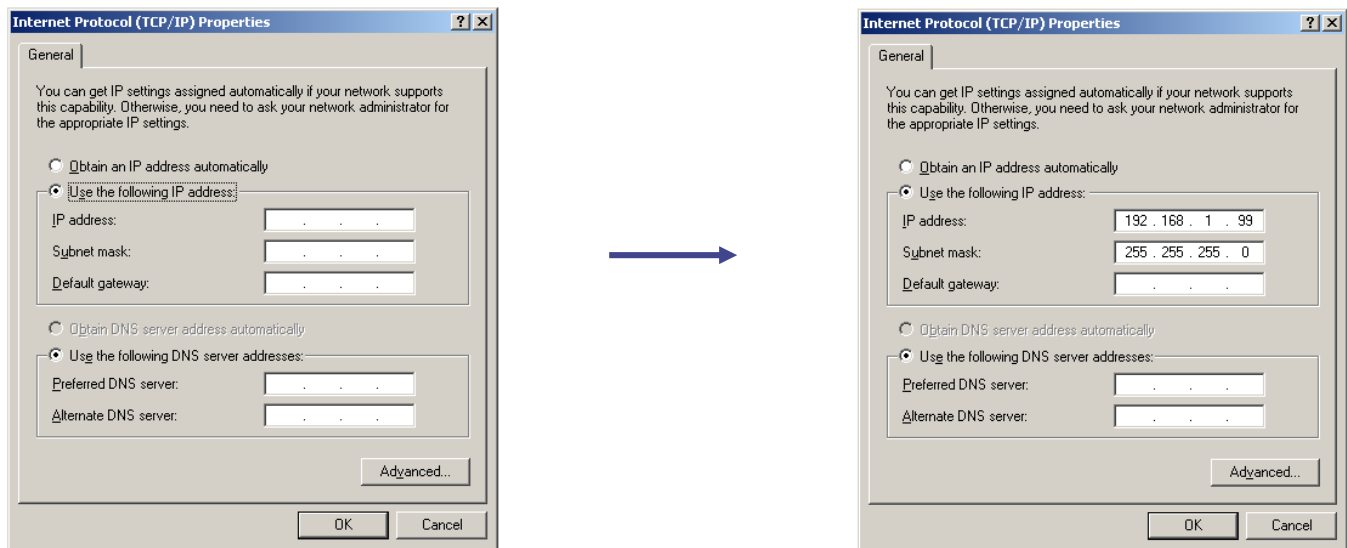 Internet Protocol (TCP/IP) Properties
General
You can get IP settings assigned automatically if your network supports
this capability. Otherwise, you need to ask your network administrator for
the appropriate IP settings.
Obtain an IP address automatically
Use the following IP address:
IP address: . . .
Subnet mask: . . .
Default gateway: . . .
Obtain DNS server address automatically
Use the following DNS server addresses:
Preferred DNS server: . . .
Alternate DNS server: . . .
Advanced...
OK Cancel
Internet Protocol (TCP/IP) Properties
General
You can get IP settings assigned automatically if your network supports
this capability. Otherwise, you need to ask your network administrator for
the appropriate IP settings.
Obtain an IP address automatically
Use the following IP address:
IP address: 192 . 168 . 1 . 99
Subnet mask: 255 . 255 . 255 . 0
Default gateway: . . .
Obtain DNS server address automatically
Use the following DNS server addresses:
Preferred DNS server: . . .
Alternate DNS server: . . .
Advanced...
OK Cancel